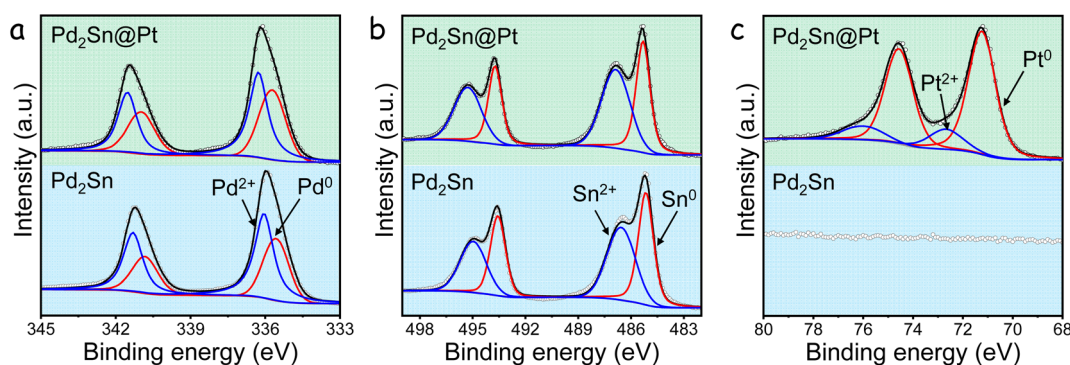 a
Pd₂Sn@Pt
Pd₂Sn
Pd²⁺
Pd⁰
Intensity (a.u.)
345 342 339 336 333
Binding energy (eV)
b
Pd₂Sn@Pt
Pd₂Sn
Sn²⁺
Sn⁰
Intensity (a.u.)
498 495 492 489 486 483
Binding energy (eV)
c
Pd₂Sn@Pt
Pt²⁺
Pt⁰
Pd₂Sn
Intensity (a.u.)
80 78 76 74 72 70 68
Binding energy (eV)